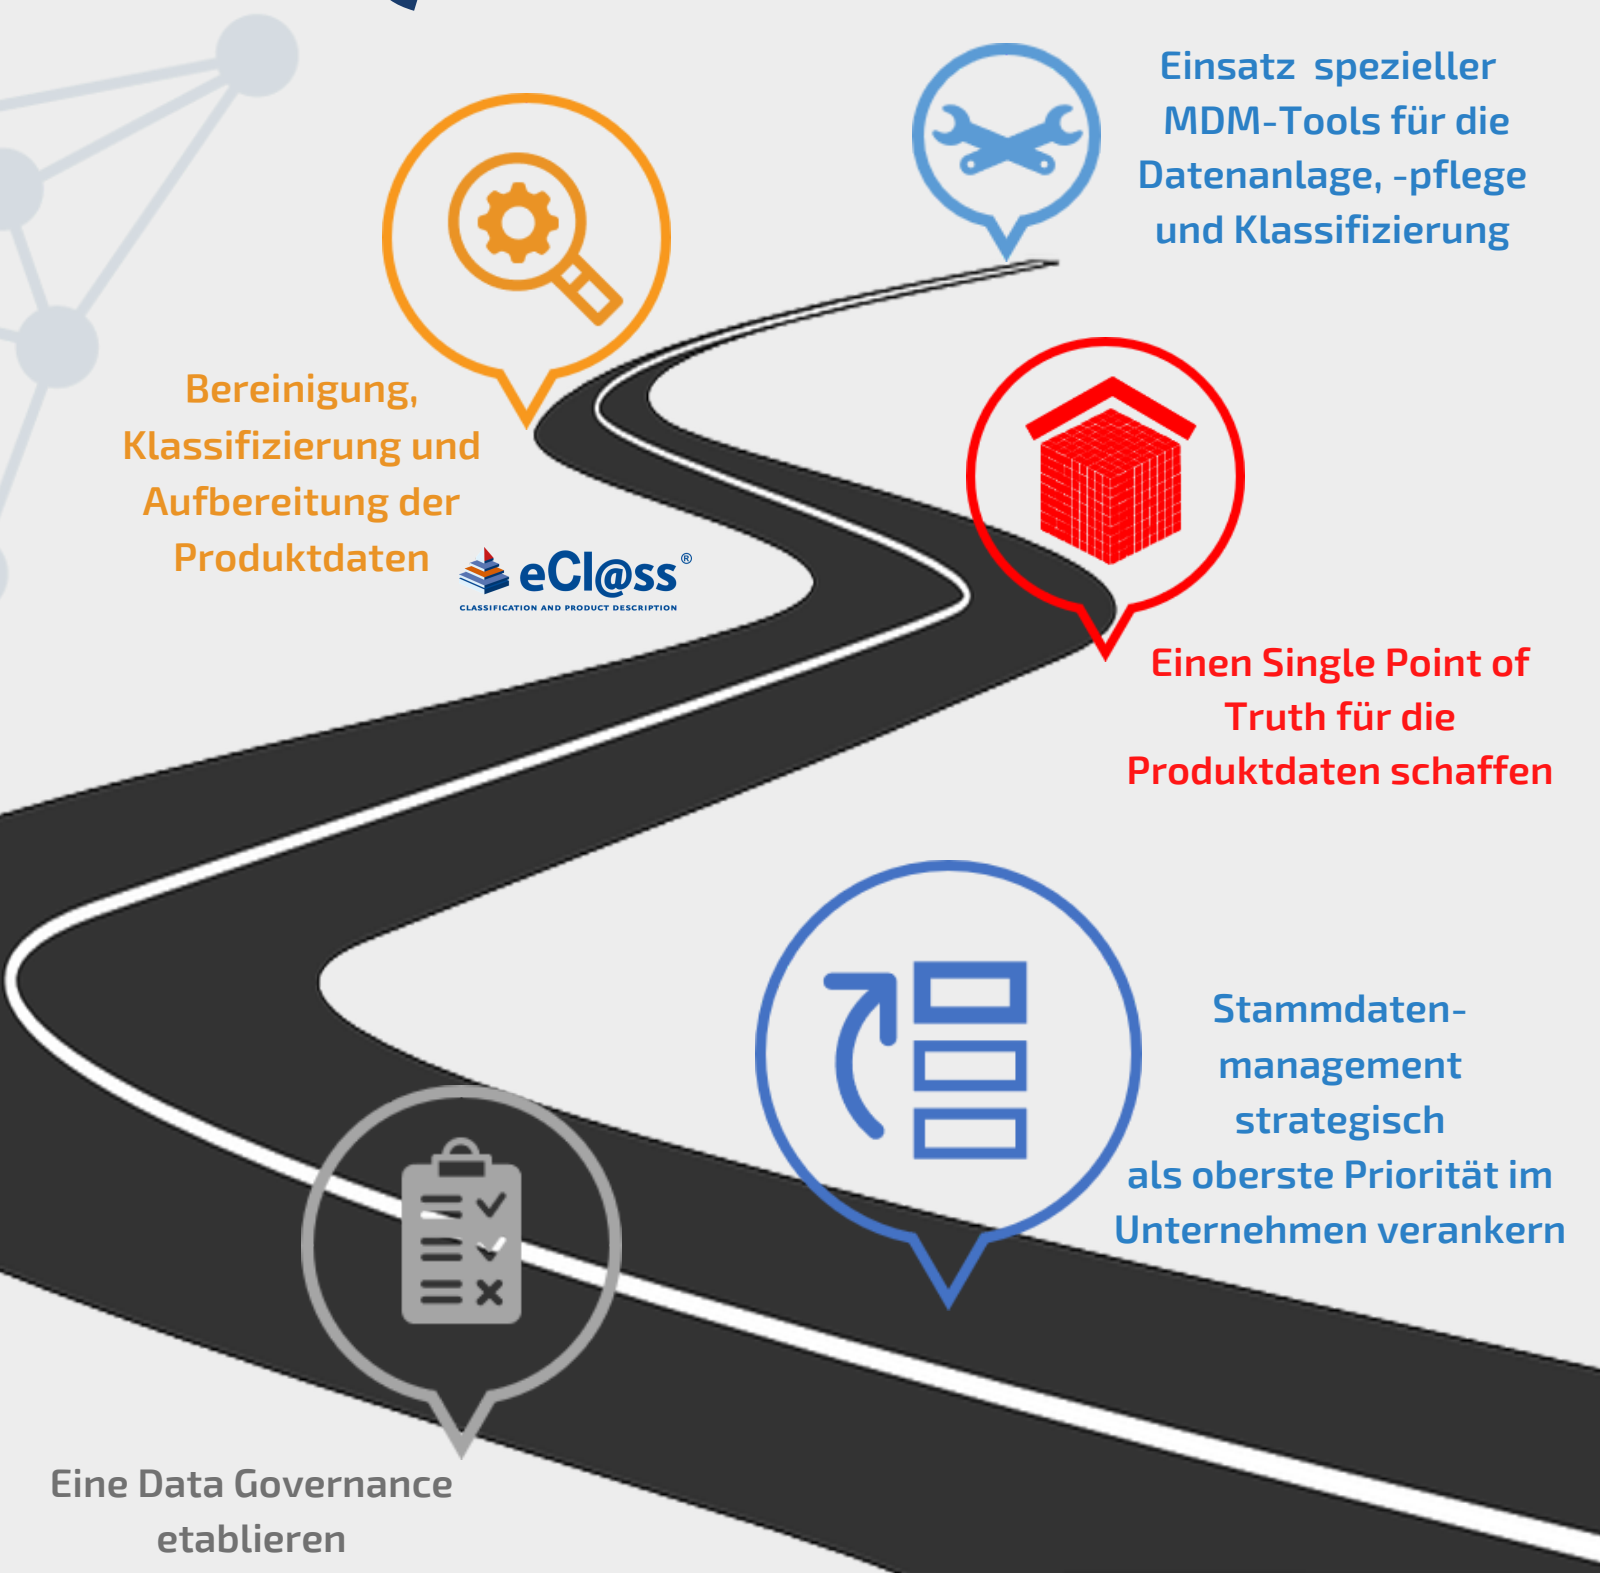 Einsatz spezieller
MDM-Tools für die
Datenanlage, -pflege
und Klassifizierung
Bereinigung,
Klassifizierung und
Aufbereitung der
Produktdaten
eCl@ss®
CLASSIFICATION AND PRODUCT DESCRIPTION
Einen Single Point of
Truth für die
Produktdaten schaffen
Stammdaten-
management
strategisch
als oberste Priorität im
Unternehmen verankern
Eine Data Governance
etablieren